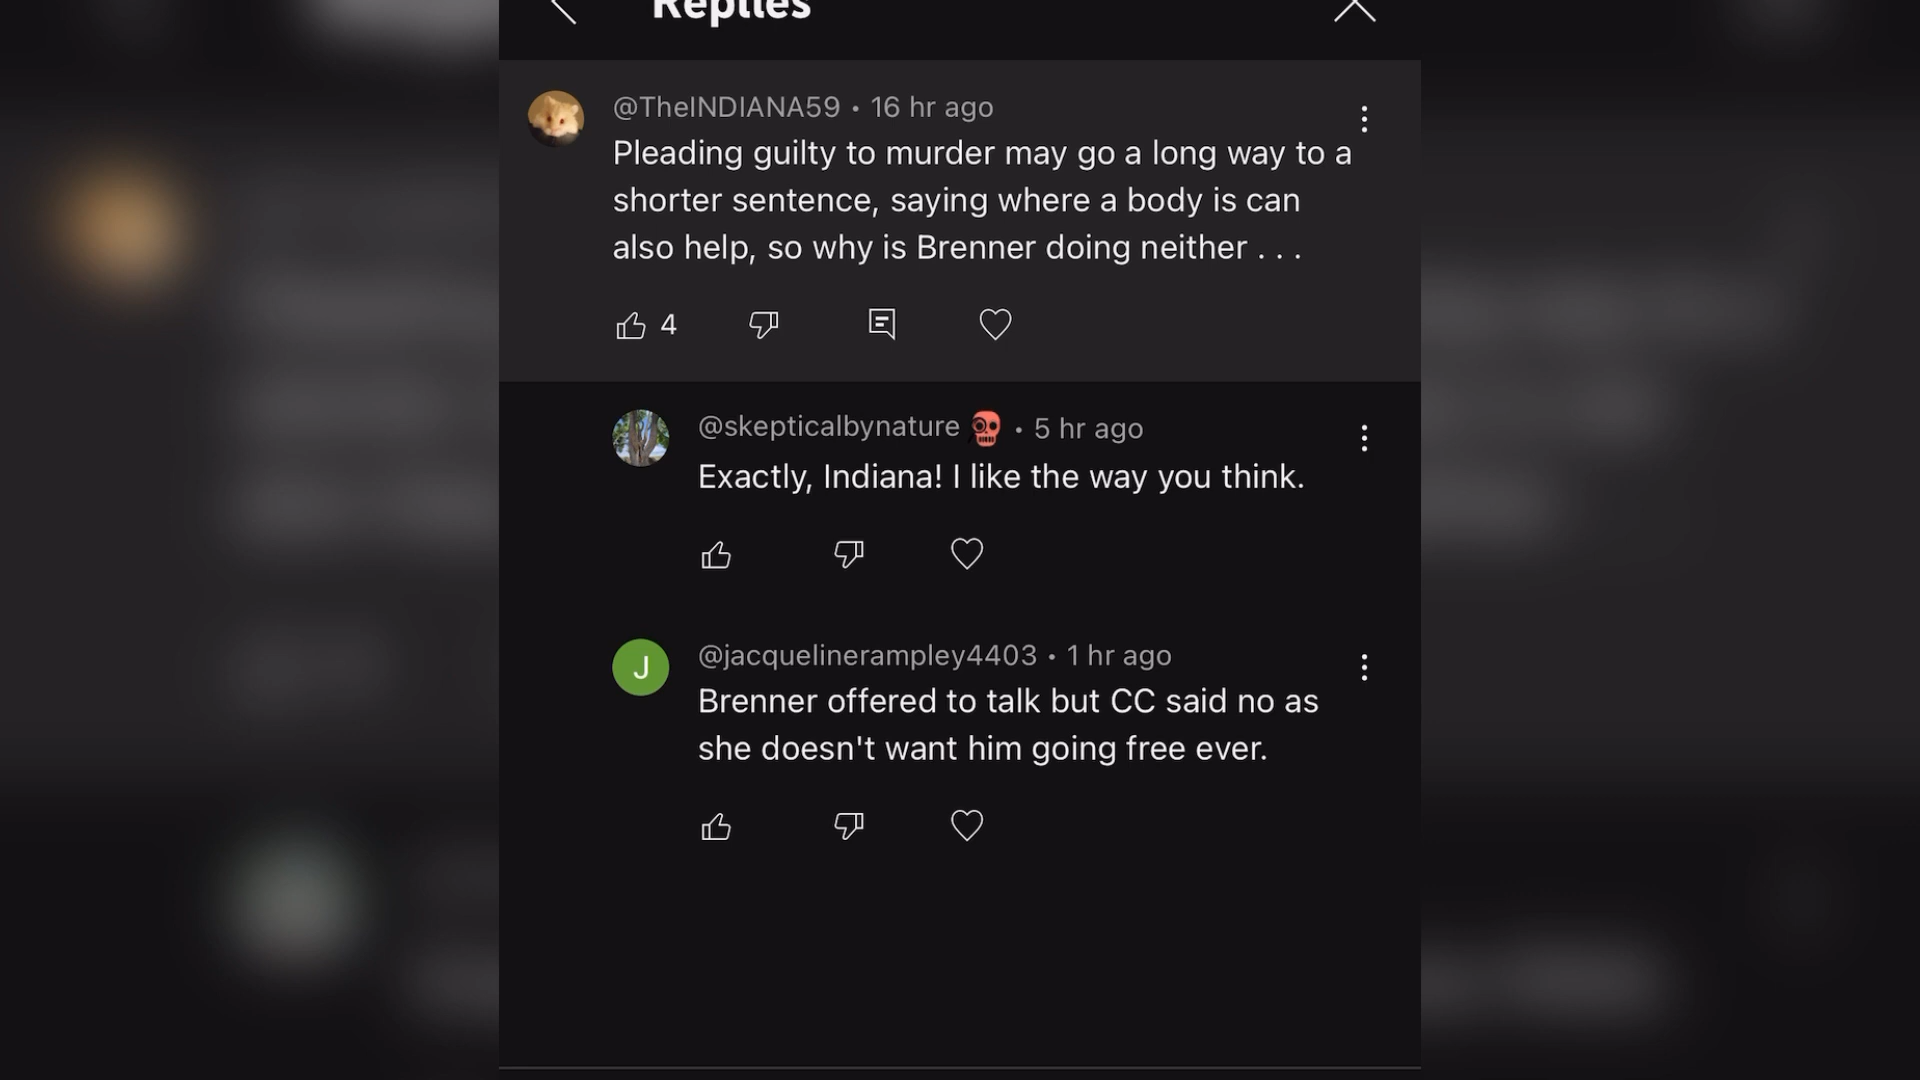 Replies
@TheINDIANA59 • 16 hr ago
Pleading guilty to murder may go a long way to a
shorter sentence, saying where a body is can
also help, so why is Brenner doing neither . . .
4
@skepticalbynature • 5 hr ago
Exactly, Indiana! I like the way you think.
J
@jacquelinerampley4403 • 1 hr ago
Brenner offered to talk but CC said no as
she doesn't want him going free ever.